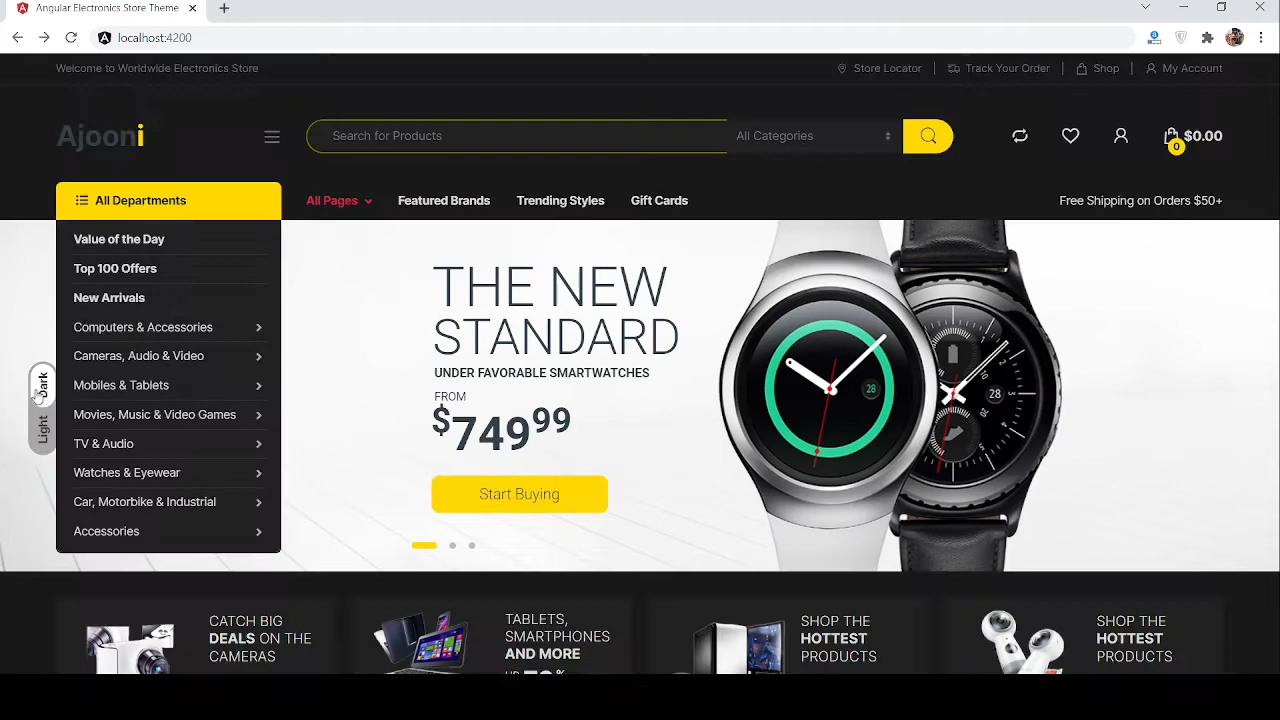 Angular Electronics Store Theme
localhost:4200
Welcome to Worldwide Electronics Store
Store Locator
Track Your Order
Shop
My Account
Ajooni
Search for Products
All Categories
0
$0.00
All Departments
All Pages
Featured Brands
Trending Styles
Gift Cards
Free Shipping on Orders $50+
Value of the Day
Top 100 Offers
New Arrivals
Computers & Accessories
Cameras, Audio & Video
Mobiles & Tablets
Movies, Music & Video Games
TV & Audio
Watches & Eyewear
Car, Motorbike & Industrial
Accessories
Dark
Light
THE NEW
STANDARD
UNDER FAVORABLE SMARTWATCHES
FROM
$749 99
Start Buying
28
28
5
10
20
CATCH BIG
DEALS ON THE
CAMERAS
TABLETS,
SMARTPHONES
AND MORE
SHOP THE
HOTTEST
PRODUCTS
SHOP THE
HOTTEST
PRODUCTS